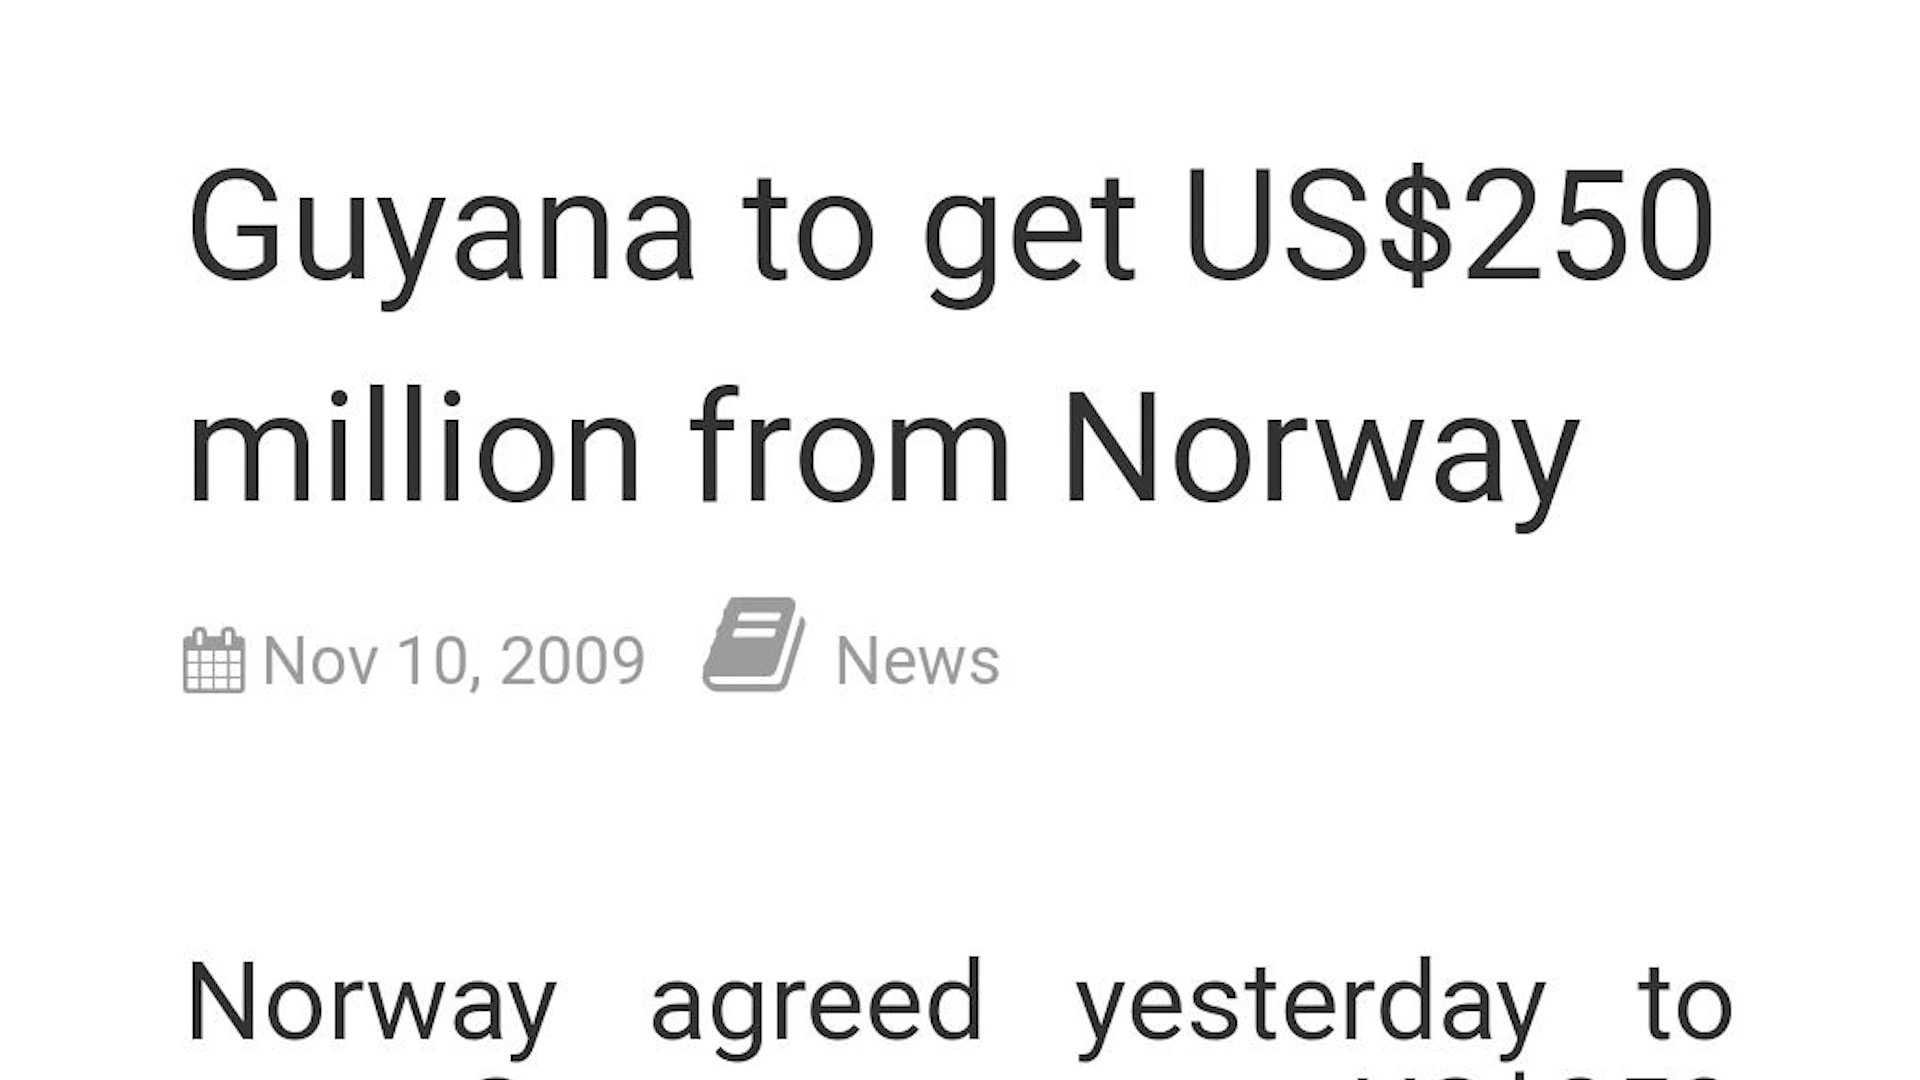 Guyana to get US$250
million from Norway
Nov 10, 2009 News
Norway agreed yesterday to